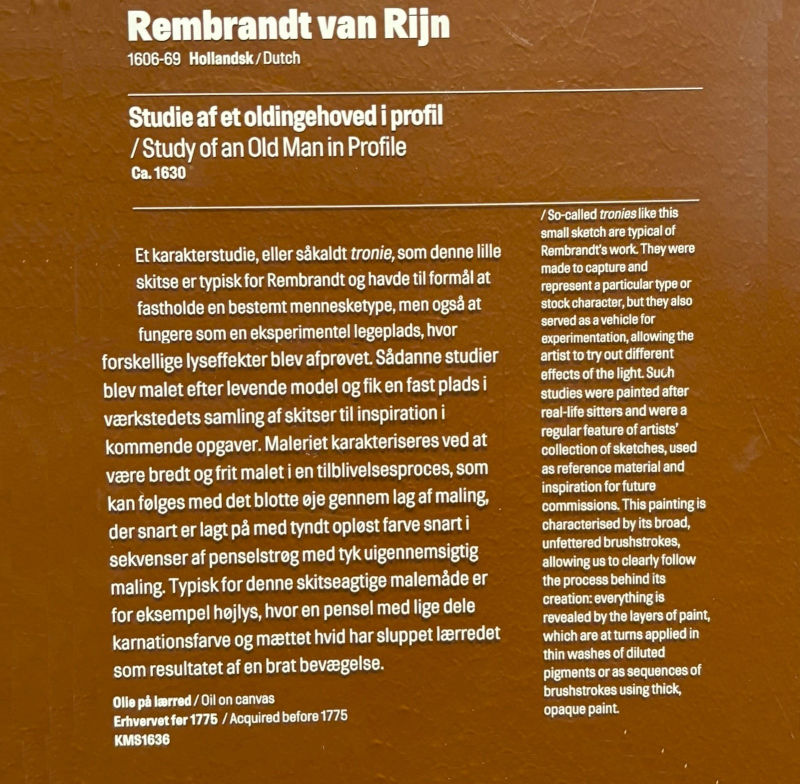 Rembrandt van Rijn
1606-69 Hollandsk / Dutch
Studie af et oldingehoved i profil
/ Study of an Old Man in Profile
Ca. 1630
Et karakterstudie, eller såkaldt tronie, som denne lille
skitse er typisk for Rembrandt og havde til formål at
fastholde en bestemt mennesketype, men også at
fungere som en eksperimentel legeplads, hvor
forskellige lyseffekter blev afprøvet. Sådanne studier
blev malet efter levende model og fik en fast plads i
værkstedets samling af skitser til inspiration i
kommende opgaver. Maleriet karakteriseres ved at
være bredt og frit malet i en tilblivelsesproces, som
kan følges med det blotte øje gennem lag af maling,
der snart er lagt på med tyndt opløst farve snart i
sekvenser af penselstrøg med tyk uigennemsigtig
maling. Typisk for denne skitseagtige malemåde er
for eksempel højlys, hvor en pensel med lige dele
karnationsfarve og mættet hvid har sluppet lærredet
som resultatet af en brat bevægelse.
Olie på lærred / Oil on canvas
Erhvervet før 1775 / Acquired before 1775
KMS1636
/ So-called tronies like this
small sketch are typical of
Rembrandt's work. They were
made to capture and
represent a particular type or
stock character, but they also
served as a vehicle for
experimentation, allowing the
artist to try out different
effects of the light. Such
studies were painted after
real-life sitters and were a
regular feature of artists'
collection of sketches, used
as reference material and
inspiration for future
commissions. This painting is
characterised by its broad,
unfettered brushstrokes,
allowing us to clearly follow
the process behind its
creation: everything is
revealed by the layers of paint,
which are at turns applied in
thin washes of diluted
pigments or as sequences of
brushstrokes using thick,
opaque paint.